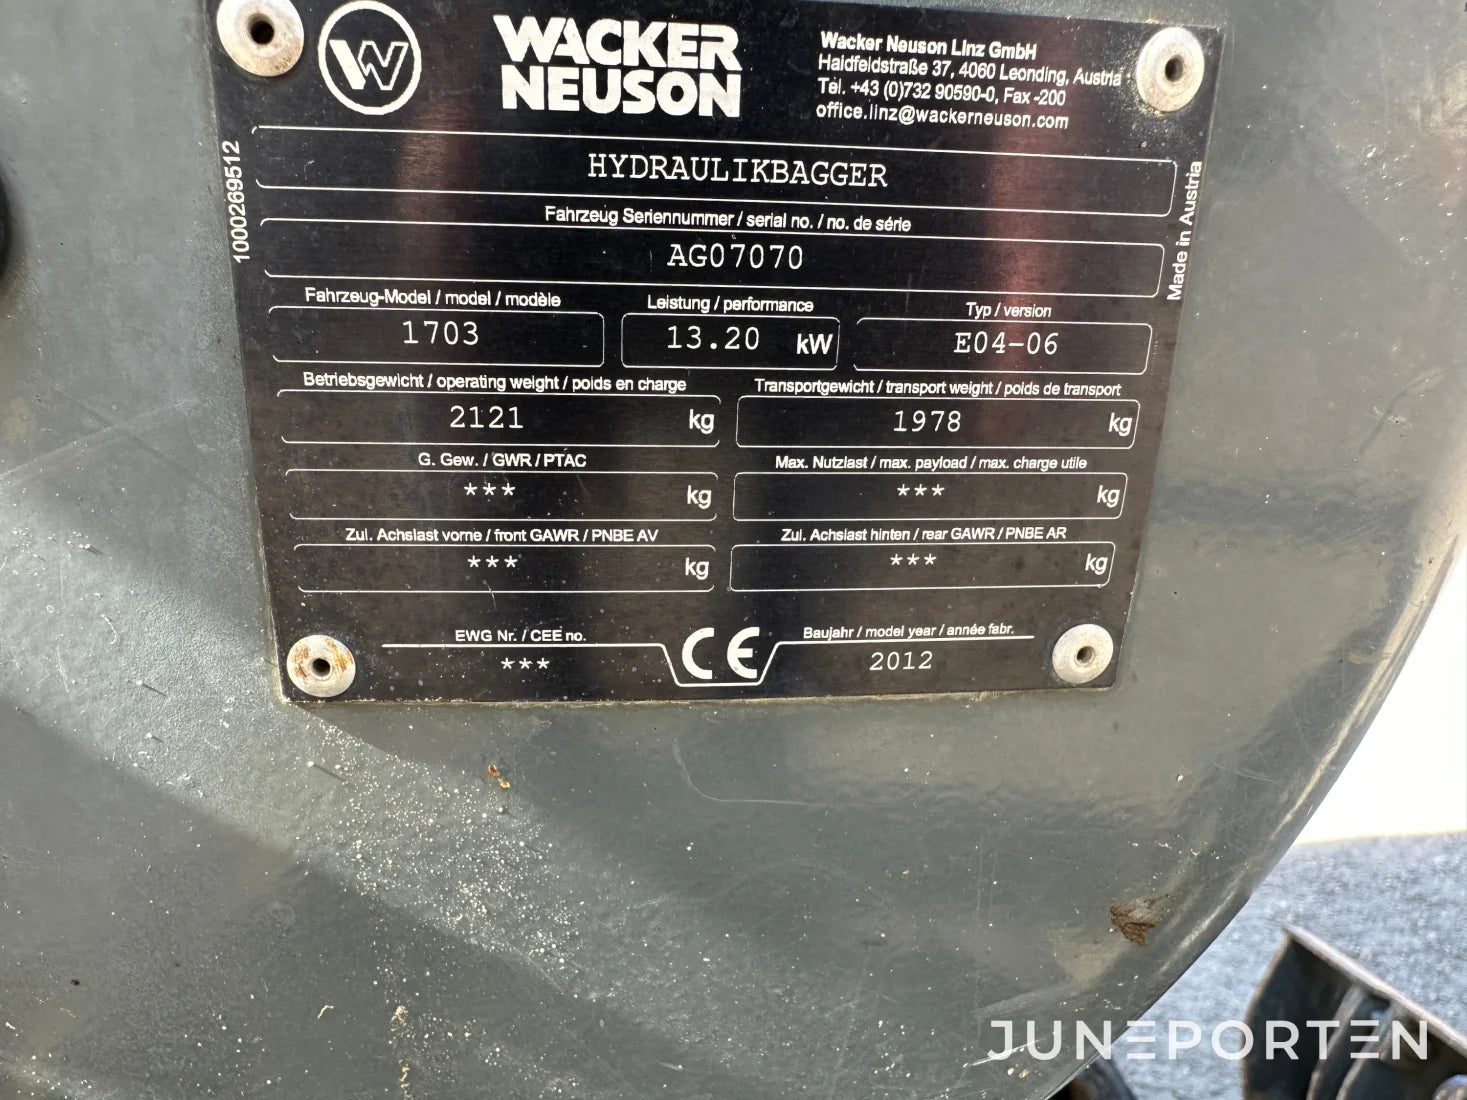 WACKER
NEUSON
Wacker Neuson Linz GmbH
Haidfeldstraße 37, 4060 Leonding, Austria
Tel. +43 (0)732 90590-0, Fax -200
office.linz@wackerneuson.com
1000269512
HYDRAULIKBAGGER
Made in Austria
Fahrzeug Seriennummer / serial no. / no. de série
AG07070
Fahrzeug-Model / model / modèle
1703
Leistung / performance
13.20 kW
Typ / version
E04-06
Betriebsgewicht / operating weight / poids en charge
2121 kg
Transportgewicht / transport weight / poids de transport
1978 kg
G. Gew. / GWR / PTAC
*** kg
Max. Nutzlast / max. payload / max. charge utile
*** kg
Zul. Achslast vorne / front GAWR / PNBE AV
*** kg
Zul. Achslast hinten / rear GAWR / PNBE AR
*** kg
EWG Nr. / CEE no.
***
CE
Baujahr / model year / année fabr.
2012
JUNEPORTEN